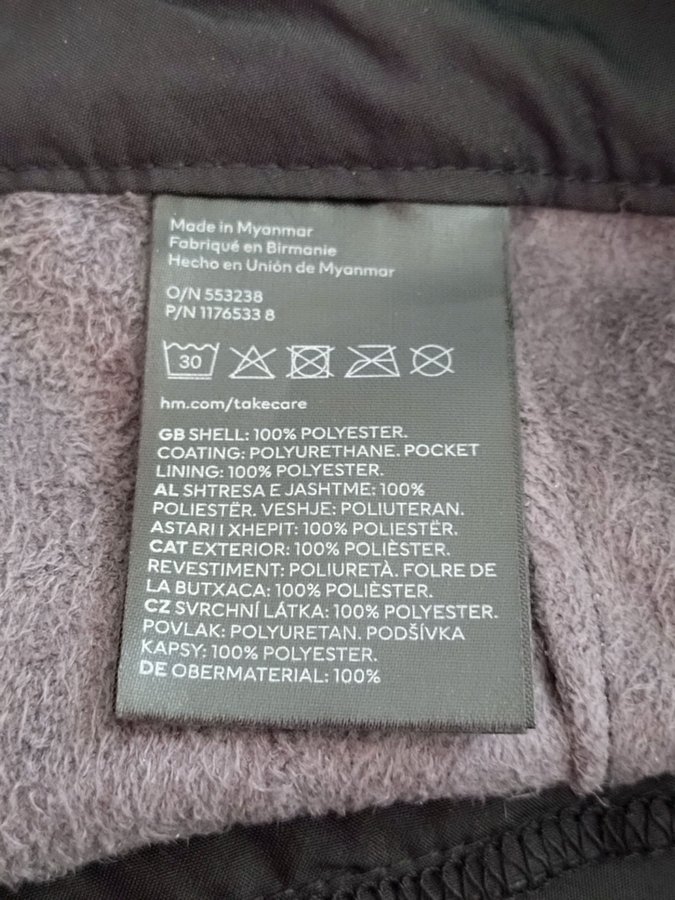 Made in Myanmar
Fabriqué en Birmanie
Hecho en Unión de Myanmar
O/N 553238
P/N 1176533 8
30
hm.com/takecare
GB SHELL: 100% POLYESTER.
COATING: POLYURETHANE. POCKET
LINING: 100% POLYESTER.
AL SHTRESA E JASHTME: 100%
POLIESTËR. VESHJE: POLIUTERAN.
ASTARI I XHEPIT: 100% POLIESTËR.
CAT EXTERIOR: 100% POLIÈSTER.
REVESTIMENT: POLIURETÀ. FOLRE DE
LA BUTXACA: 100% POLIÈSTER.
CZ SVRCHNÍ LÁTKA: 100% POLYESTER.
POVLAK: POLYURETAN. PODŠÍVKA
KAPSY: 100% POLYESTER.
DE OBERMATERIAL: 100%